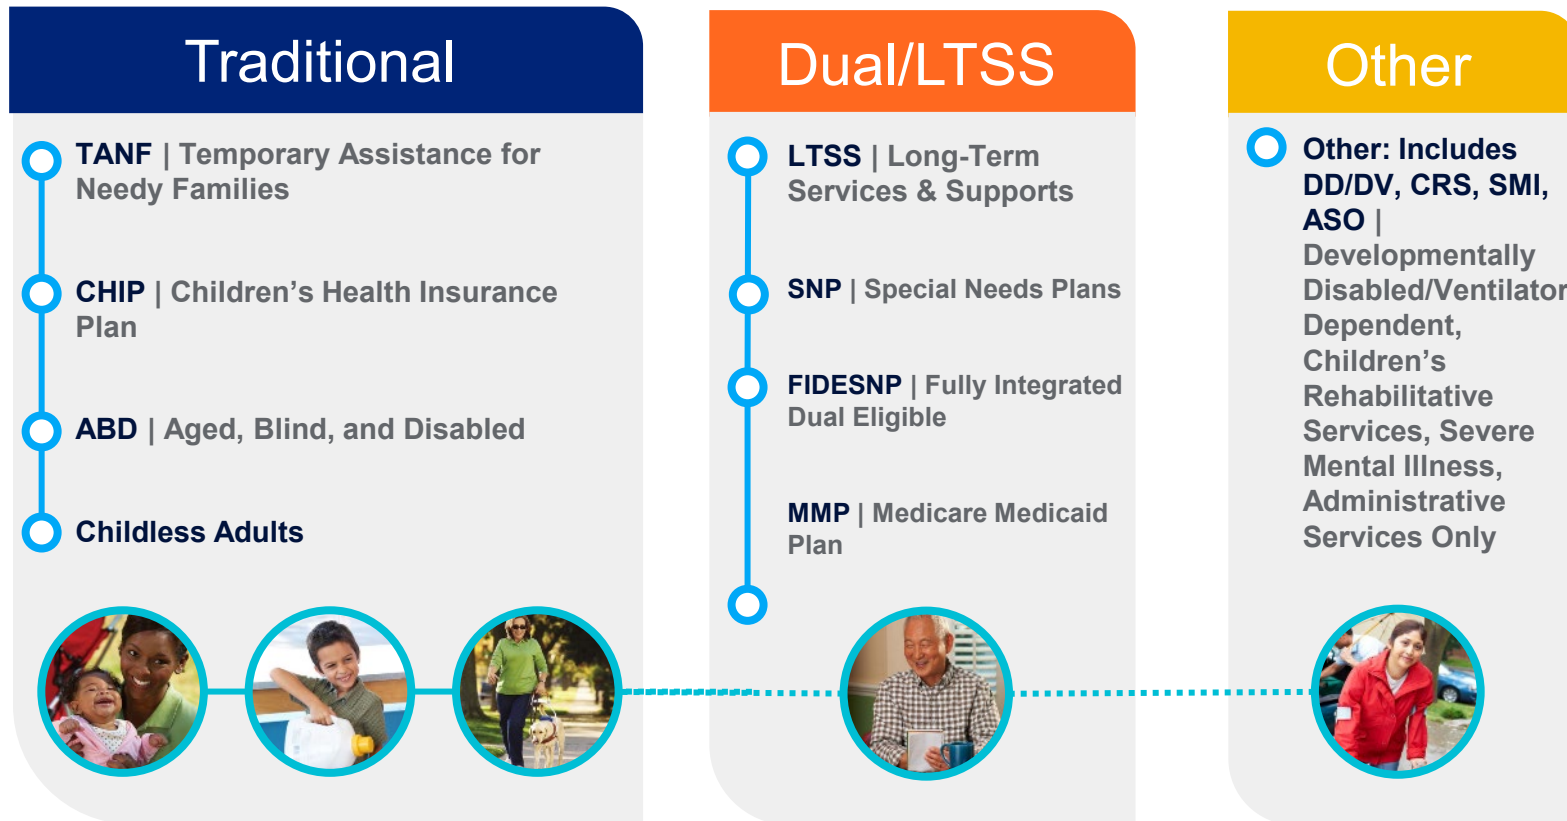 Traditional
TANF | Temporary Assistance for
Needy Families
CHIP | Children’s Health Insurance
Plan
ABD | Aged, Blind, and Disabled
Childless Adults
Dual/LTSS
LTSS | Long-Term
Services & Supports
SNP | Special Needs Plans
FIDESNP | Fully Integrated
Dual Eligible
MMP | Medicare Medicaid
Plan
Other
Other: Includes
DD/DV, CRS, SMI,
ASO |
Developmentally
Disabled/Ventilator
Dependent,
Children’s
Rehabilitative
Services, Severe
Mental Illness,
Administrative
Services Only